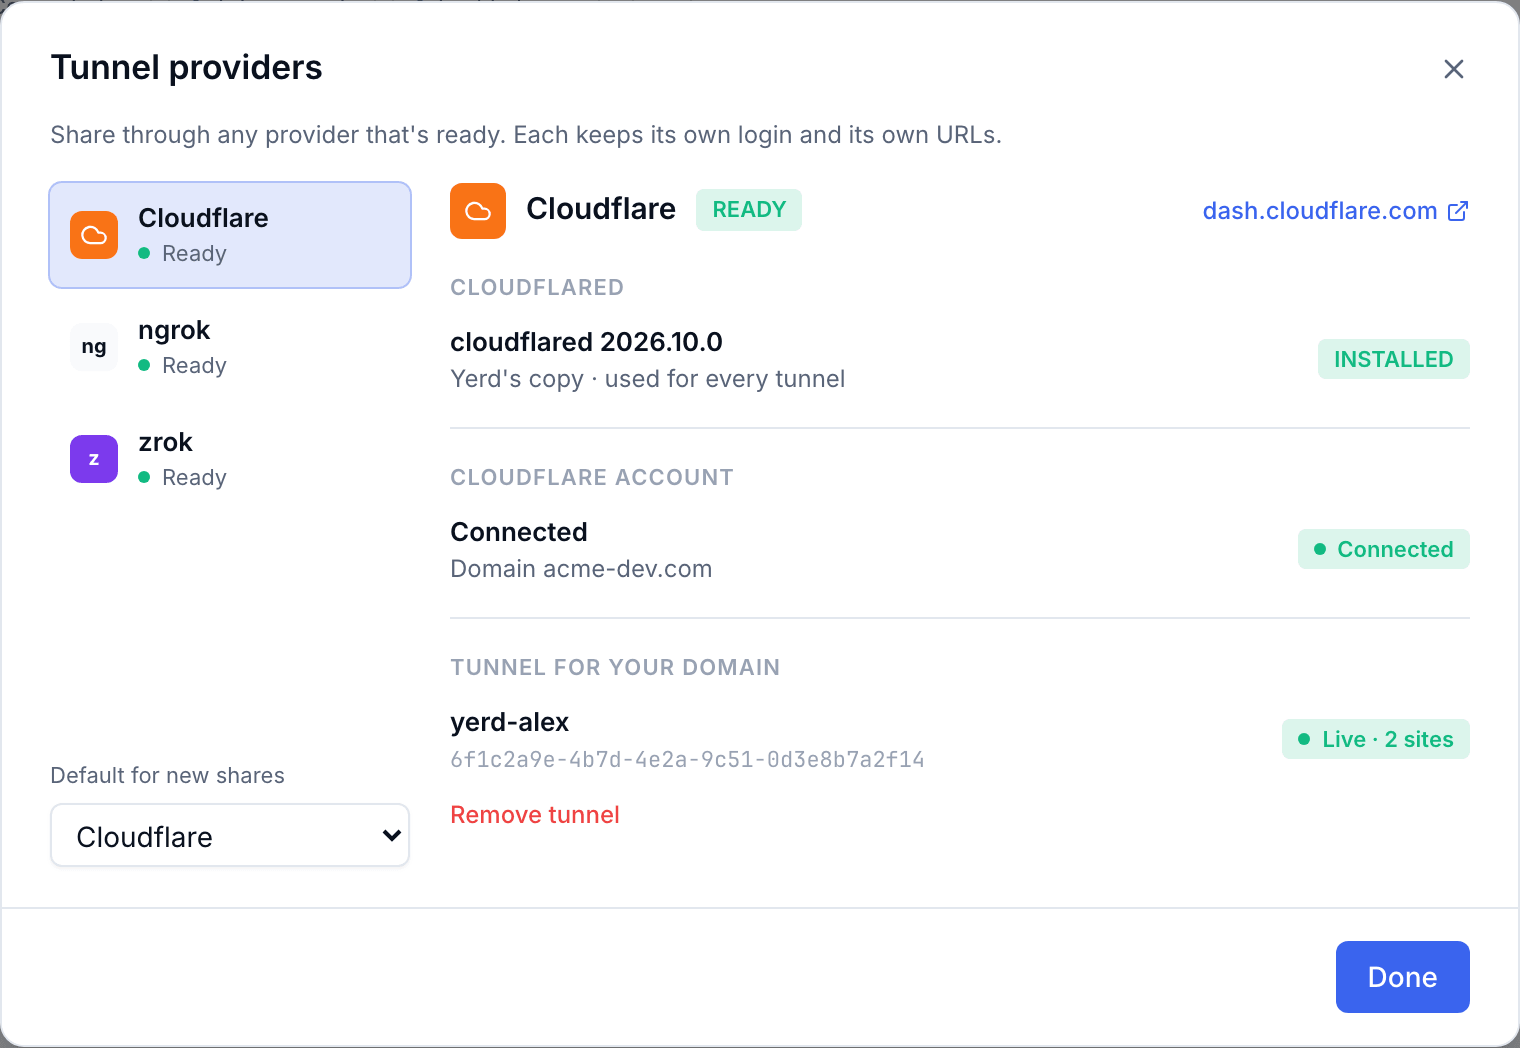 Tunnel providers
Share through any provider that's ready. Each keeps its own login and its own URLs.
Cloudflare
Ready
ng
ngrok
Ready
z
zrok
Ready
Default for new shares
Cloudflare
Cloudflare READY dash.cloudflare.com
CLOUDFLARED
cloudflared 2026.10.0
Yerd's copy · used for every tunnel
INSTALLED
CLOUDFLARE ACCOUNT
Connected
Domain acme-dev.com
Connected
TUNNEL FOR YOUR DOMAIN
yerd-alex
6f1c2a9e-4b7d-4e2a-9c51-0d3e8b7a2f14
Live · 2 sites
Remove tunnel
Done